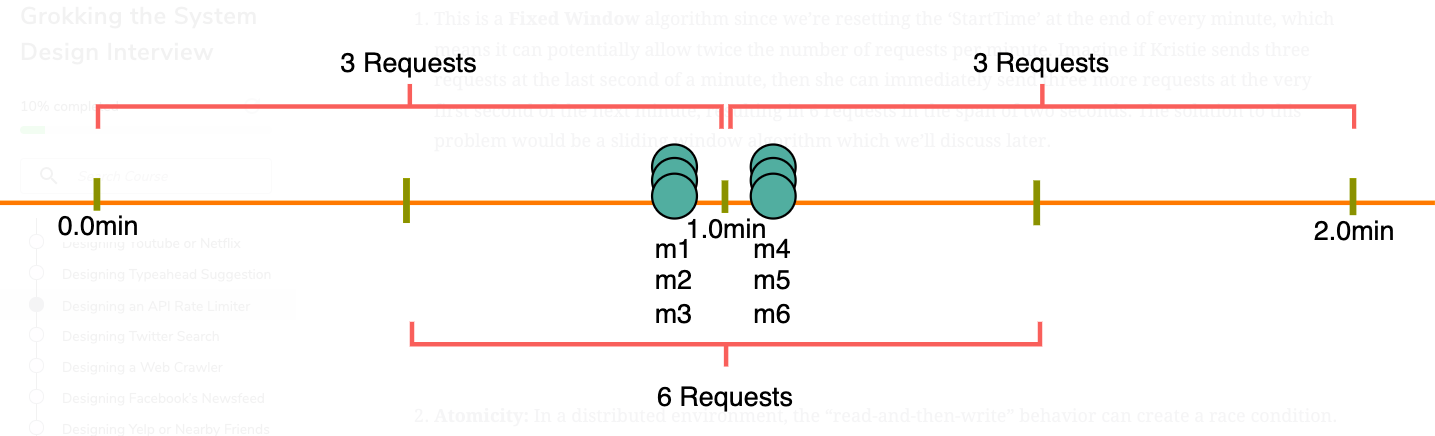 Grokking the System
Design Interview
10% completed
Search Course
Designing Youtube or Netflix
Designing Typeahead Suggestion
Designing an API Rate Limiter
Designing Twitter Search
Designing a Web Crawler
Designing Facebook's Newsfeed
Designing Yelp or Nearby Friends
1. This is a Fixed Window algorithm since we're resetting the 'StartTime' at the end of every minute, which
means it can potentially allow twice the number of requests per minute. Imagine if Kristie sends three
requests at the last second of a minute, then she can immediately send three more requests at the very
first second of the next minute, resulting in 6 requests in the span of two seconds. The solution to this
problem would be a sliding window algorithm which we'll discuss later.
3 Requests
3 Requests
0.0min
1.0min
2.0min
m1
m4
m2
m5
m3
m6
6 Requests
2. Atomicity: In a distributed environment, the "read-and-then-write" behavior can create a race condition.